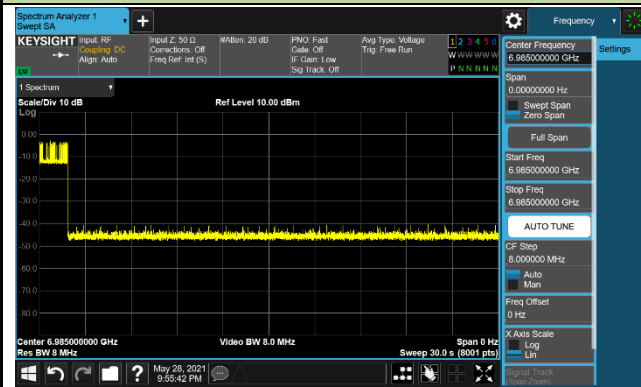 Spectrum Analyzer 1
Swept SA
+
Frequency
KEYSIGHT
Input: RF
Coupling: DC
Align: Auto
Input Z: 50 Ω
Corrections: Off
Freq Ref: Int (S)
#Atten: 20 dB
PNO: Fast
Gate: Off
IF Gain: Low
Sig Track: Off
Avg Type: Voltage
Trig: Free Run
1 2 3 4 5 6
W W W W W W
P N N N N N
1 Spectrum
Scale/Div 10 dB
Ref Level 10.00 dBm
Log
0.00
-10.0
-20.0
-30.0
-40.0
-50.0
-60.0
-70.0
-80.0
Center 6.985000000 GHz
Video BW 8.0 MHz
Span 0 Hz
Res BW 8 MHz
Sweep 30.0 s (8001 pts)
May 28, 2021
9:55:42 PM
Center Frequency
6.985000000 GHz
Settings
Span
0.00000000 Hz
Swept Span
Zero Span
Full Span
Start Freq
6.985000000 GHz
Stop Freq
6.985000000 GHz
AUTO TUNE
CF Step
8.000000 MHz
Auto
Man
Freq Offset
0 Hz
X Axis Scale
Log
Lin
Signal Track
(Span Zoom)